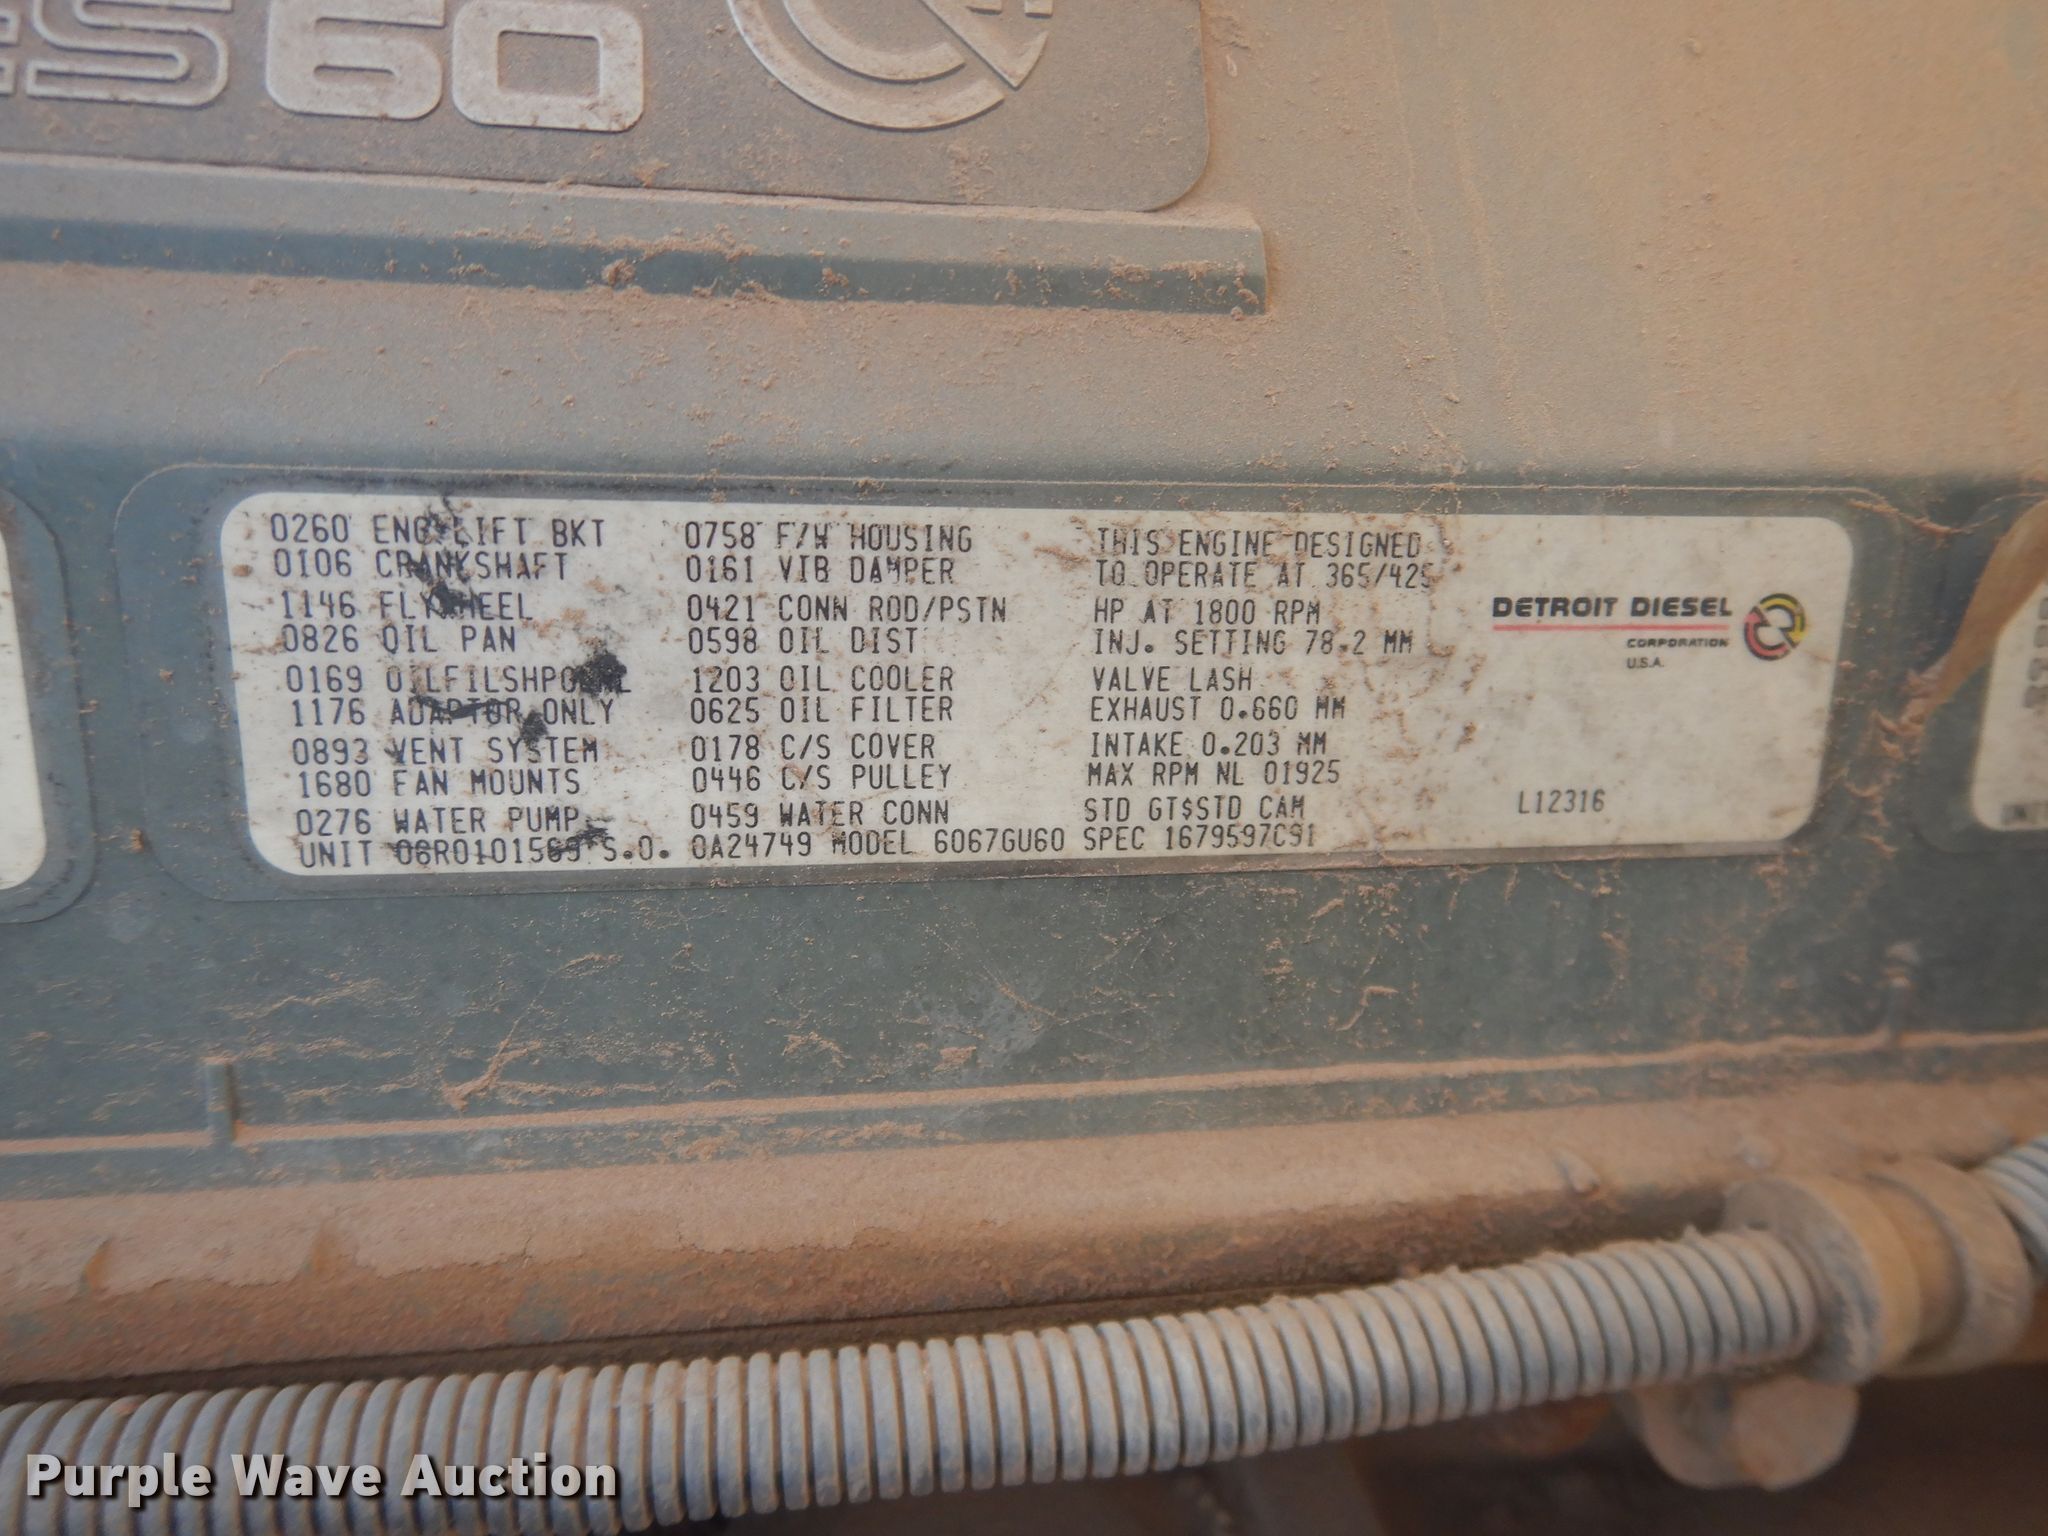 ES60
0260 ENG LIFT BKT 0758 F/W HOUSING THIS ENGINE DESIGNED
0106 CRANKSHAFT 0161 VIB DAMPER TO OPERATE AT 365/425
1146 FLYWHEEL 0421 CONN ROD/PSTN HP AT 1800 RPM
0826 OIL PAN 0598 OIL DIST INJ. SETTING 78.2 MM
0169 1203 OIL COOLER VALVE LASH
1176 ADAPTOR ONLY 0625 OIL FILTER EXHAUST 0.660 MM
0893 VENT SYSTEM 0178 C/S COVER INTAKE 0.203 MM
1680 FAN MOUNTS 0446 C/S PULLEY MAX RPM NL 01925
0276 WATER PUMP 0459 WATER CONN STD GT$STD CAM
UNIT 06R0101569 S.O. 0A24749 MODEL 6067GU60 SPEC 1679597C91
DETROIT DIESEL
CORPORATION
U.S.A.
L12316
Purple Wave Auction